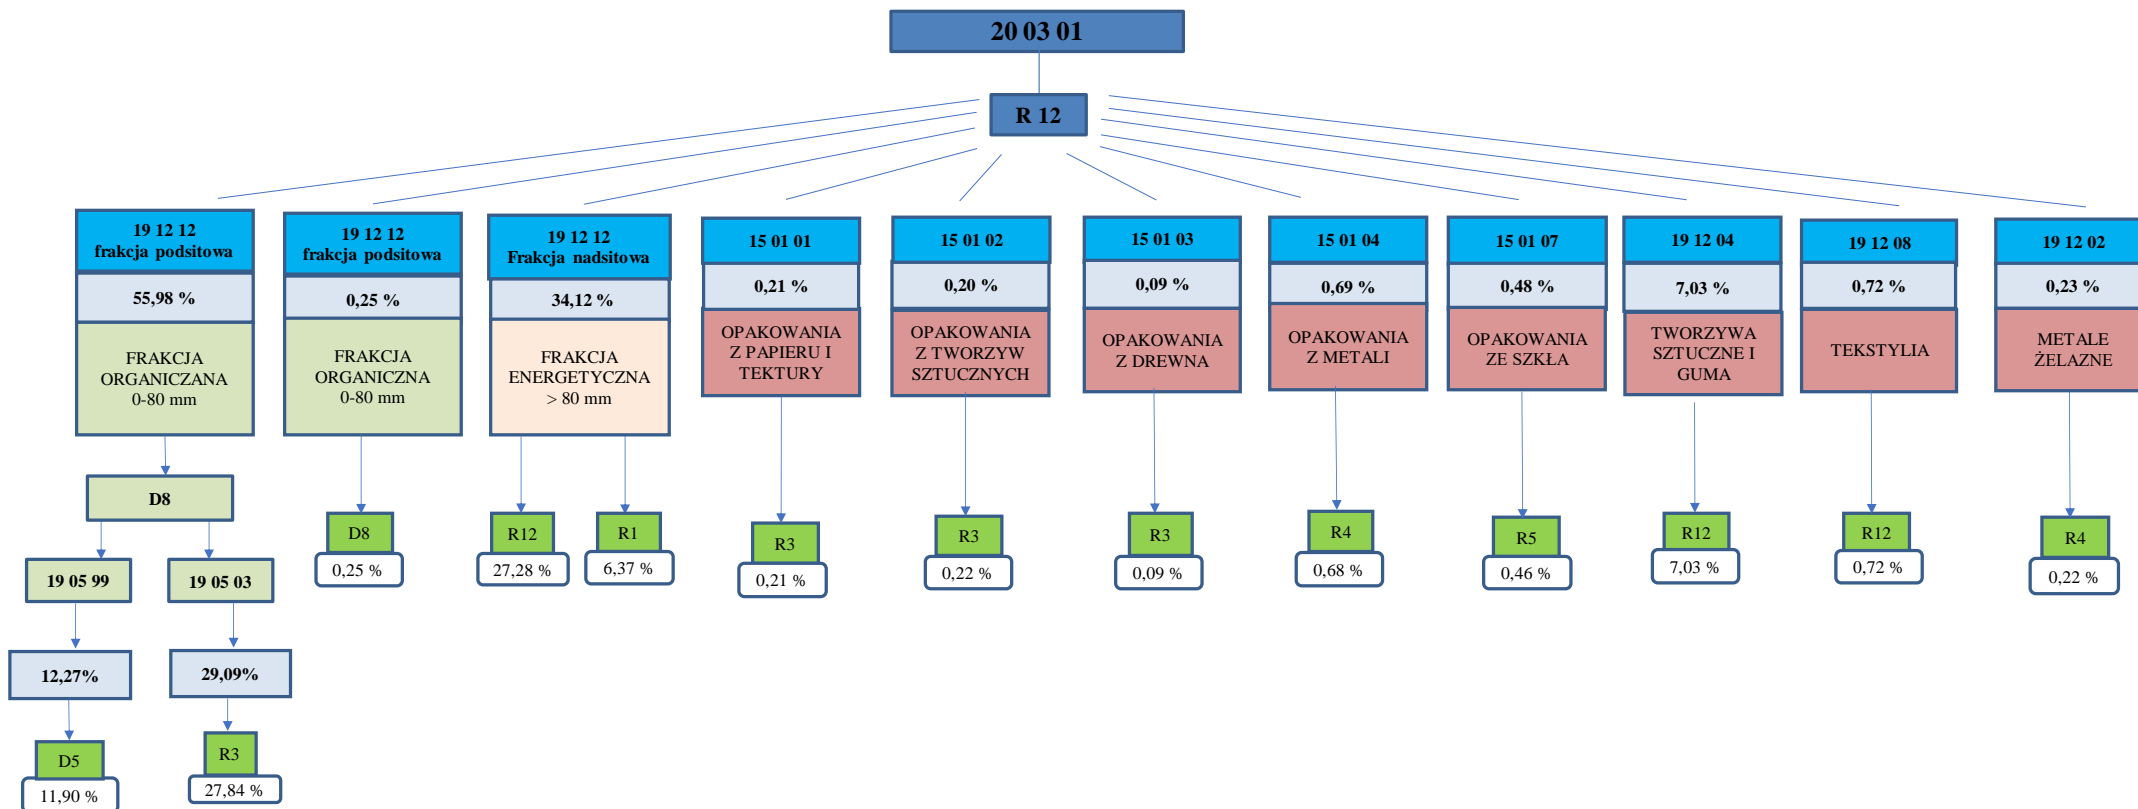 20 03 01
R 12
19 12 12
frakcja podsitowa
55,98 %
FRAKCJA
ORGANICZANA
0-80 mm
19 12 12
frakcja podsitowa
0,25 %
FRAKCJA
ORGANICZNA
0-80 mm
19 12 12
Frakcja nadsitowa
34,12 %
FRAKCJA
ENERGETYCZNA
> 80 mm
15 01 01
0,21 %
OPAKOWANIA
Z PAPIERU I
TEKTURY
15 01 02
0,20 %
OPAKOWANIA
Z TWORZYW
SZTUCZNYCH
15 01 03
0,09 %
OPAKOWANIA
Z DREWNA
15 01 04
0,69 %
OPAKOWANIA
Z METALI
15 01 07
0,48 %
OPAKOWANIA
ZE SZKŁA
19 12 04
7,03 %
TWORZYWA
SZTUCZNE I
GUMA
19 12 08
0,72 %
TEKSTYLIA
19 12 02
0,23 %
METALE
ŻELAZNE
D8
D8
0,25 %
R12
27,28 %
R1
6,37 %
R3
0,21 %
R3
0,22 %
R3
0,09 %
R4
0,68 %
R5
0,46 %
R12
7,03 %
R12
0,72 %
R4
0,22 %
19 05 99
19 05 03
12,27%
29,09%
D5
11,90 %
R3
27,84 %